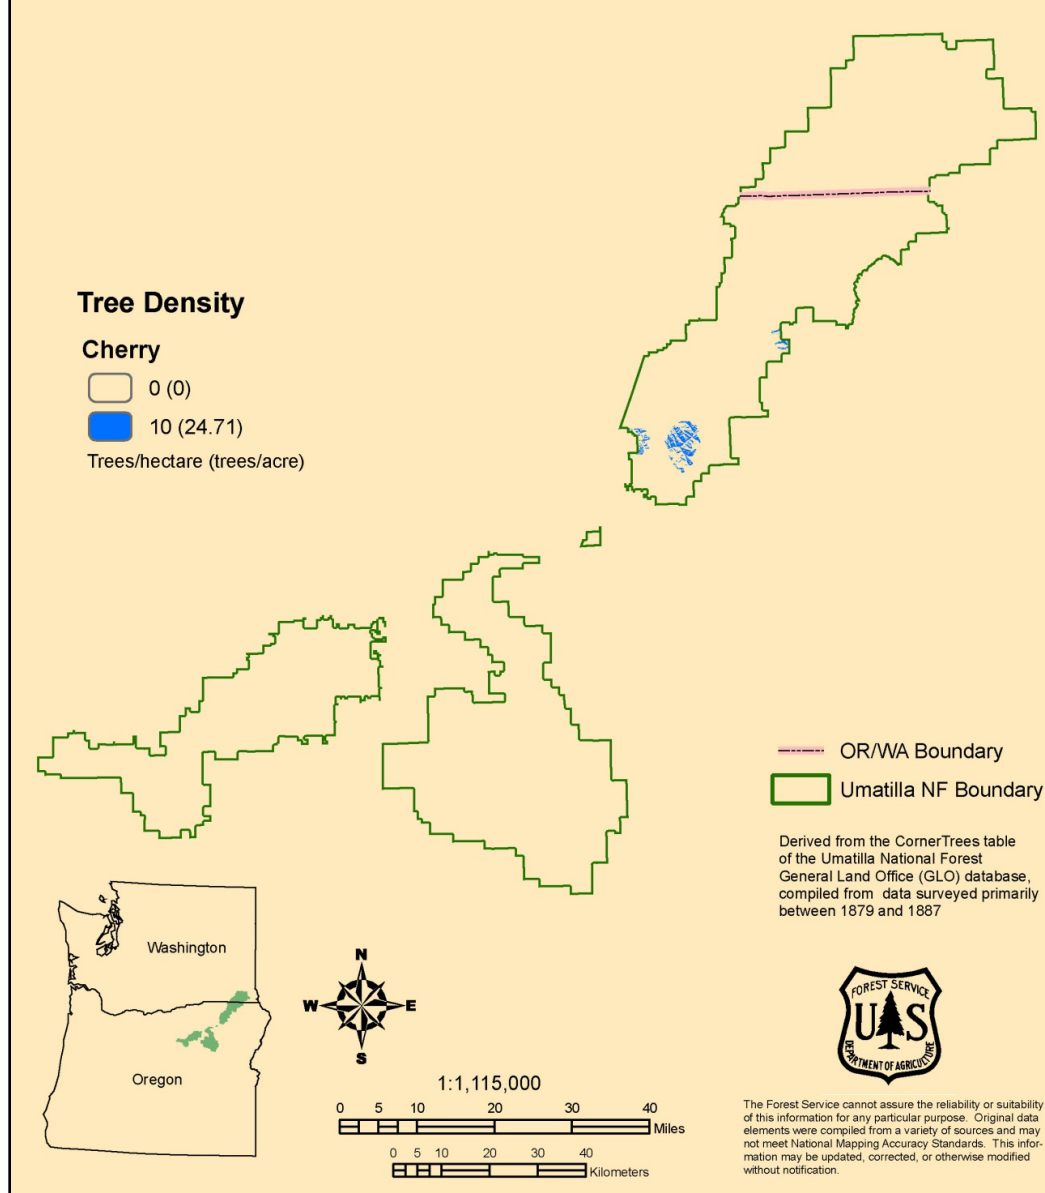 Tree Density
Cherry
0 (0)
10 (24.71)
Trees/hectare (trees/acre)
OR/WA Boundary
Umatilla NF Boundary
Derived from the CornerTrees table
of the Umatilla National Forest
General Land Office (GLO) database,
compiled from data surveyed primarily
between 1879 and 1887
Washington
Oregon
N
W
E
S
1:1,115,000
0 5 10 20 30 40
Miles
0 5 10 20 30 40
Kilometers
FOREST SERVICE
U S
DEPARTMENT OF AGRICULTURE
The Forest Service cannot assure the reliability or suitability
of this information for any particular purpose. Original data
elements were compiled from a variety of sources and may
not meet National Mapping Accuracy Standards. This infor-
mation may be updated, corrected, or otherwise modified
without notification.